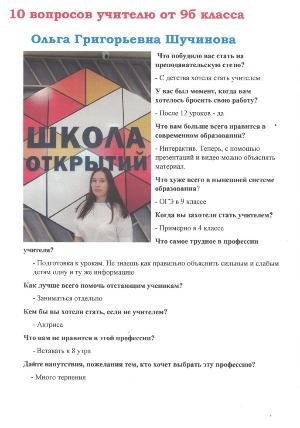 10 вопросов учителю от 9б класса
Ольга Григорьевна Шучинова
Что побудило вас стать на
преподавательскую стезю?
- С детства хотела стать учителем
У вас был момент, когда вам
хотелось бросить свою работу?
- После 12 уроков - да
Что вам больше всего нравится в
современном образовании?
- Интерактив. Теперь, с помощью
презентаций и видео можно объяснять
материал.
Что хуже всего в нынешней системе
образования?
- ОГЭ в 9 классе
Когда вы захотели стать учителем?
- Примерно в 4 классе
Что самое трудное в профессии
учителя?
- Подготовка к урокам. Не знаешь как правильно объяснить сильным и слабым
детям одну и ту же информацию
Как лучше всего помочь отстающим ученикам?
- Заниматься отдельно
Кем бы вы хотели стать, если не учителем?
- Актриса
Что вам не нравится в этой профессии?
- Вставать к 8 утра
Дайте напутствия, пожелания тем, кто хочет выбрать эту профессию?
- Много терпения
ШКОЛА
ОТКРЫТИЙ